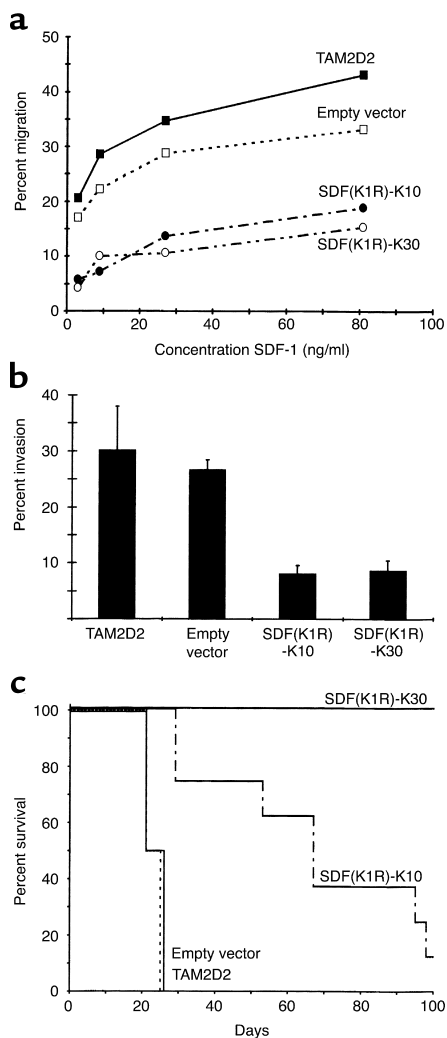 a
50
40
30
20
10
0
Percent migration
TAM2D2
Empty vector
SDF(K1R)-K10
SDF(K1R)-K30
0 20 40 60 80 100
Concentration SDF-1 (ng/ml)
b
40
30
20
10
Percent invasion
TAM2D2 Empty vector SDF(K1R)-K10 SDF(K1R)-K30
c
100
80
60
40
20
0
Percent survival
SDF(K1R)-K30
SDF(K1R)-K10
Empty vector
TAM2D2
0 20 40 60 80 100
Days